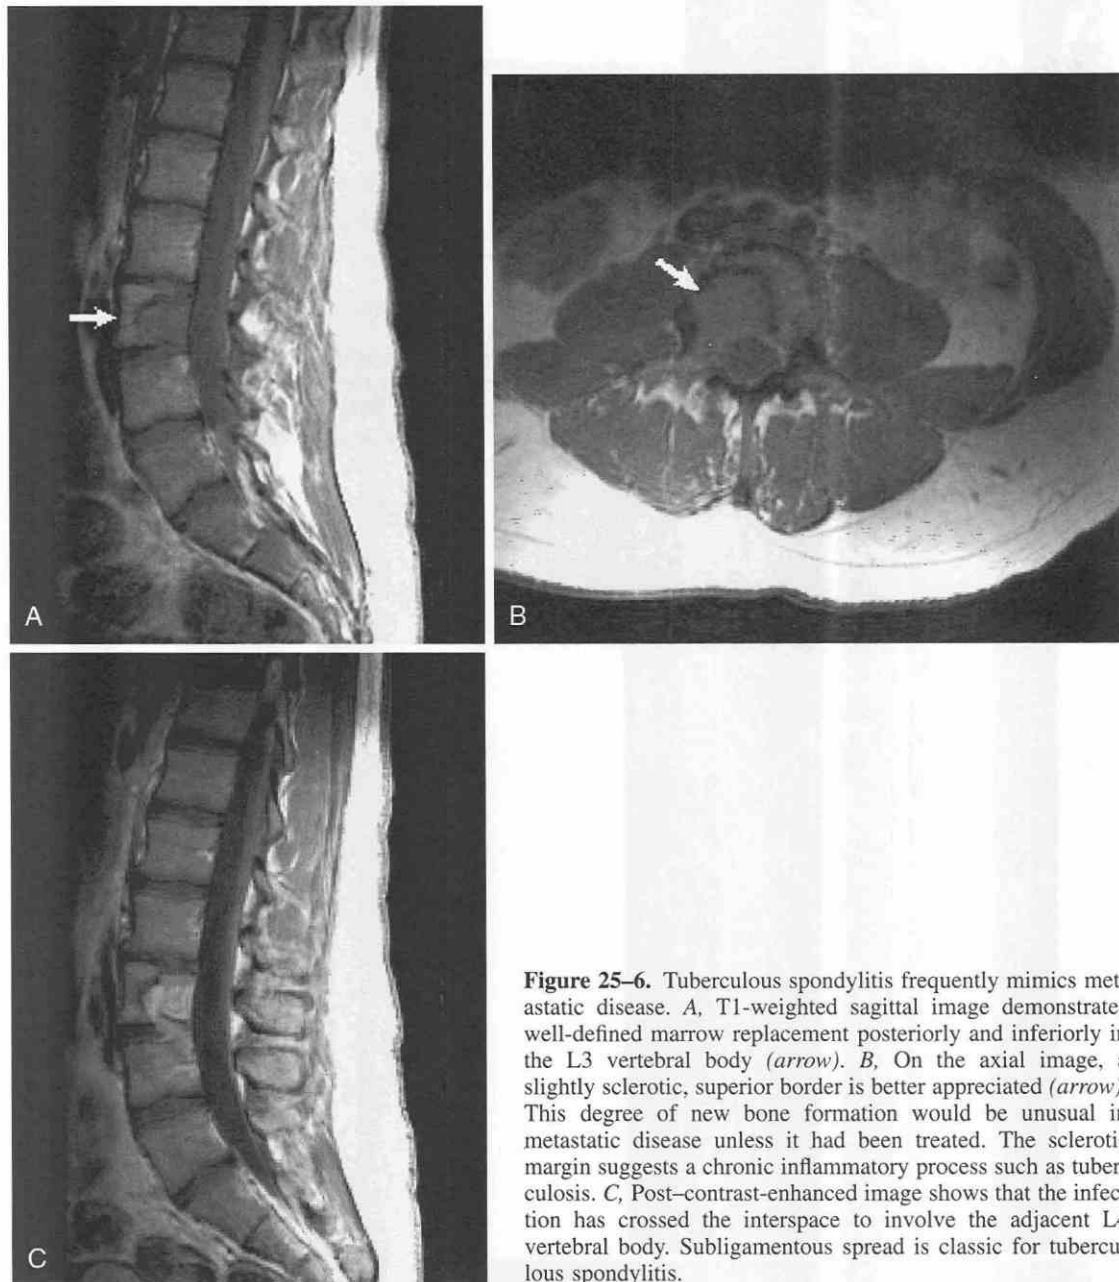 A
B
C
Figure 25–6. Tuberculous spondylitis frequently mimics met-
astatic disease. A, T1-weighted sagittal image demonstrate
well-defined marrow replacement posteriorly and inferiorly i
the L3 vertebral body (arrow). B, On the axial image,
slightly sclerotic, superior border is better appreciated (arrow)
This degree of new bone formation would be unusual i
metastatic disease unless it had been treated. The scleroti
margin suggests a chronic inflammatory process such as tuber
culosis. C, Post–contrast-enhanced image shows that the infec
tion has crossed the interspace to involve the adjacent L
vertebral body. Subligamentous spread is classic for tubercu
lous spondylitis.